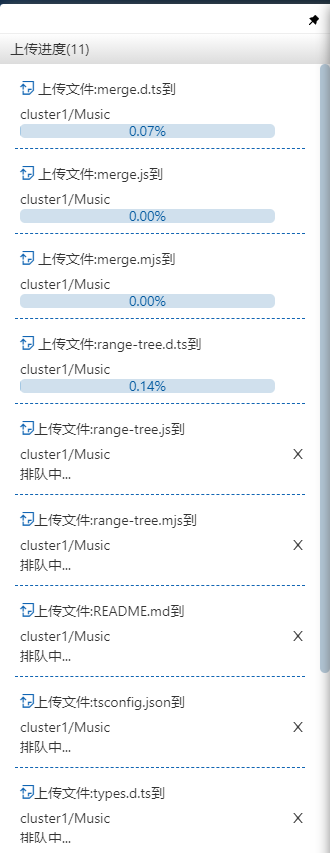 上传进度(11)
上传文件:merge.d.ts到
cluster1/Music
0.07%
上传文件:merge.js到
cluster1/Music
0.00%
上传文件:merge.mjs到
cluster1/Music
0.00%
上传文件:range-tree.d.ts到
cluster1/Music
0.14%
上传文件:range-tree.js到
cluster1/Music X
排队中...
上传文件:range-tree.mjs到
cluster1/Music X
排队中...
上传文件:README.md到
cluster1/Music X
排队中...
上传文件:tsconfig.json到
cluster1/Music X
排队中...
上传文件:types.d.ts到
cluster1/Music X
排队中...